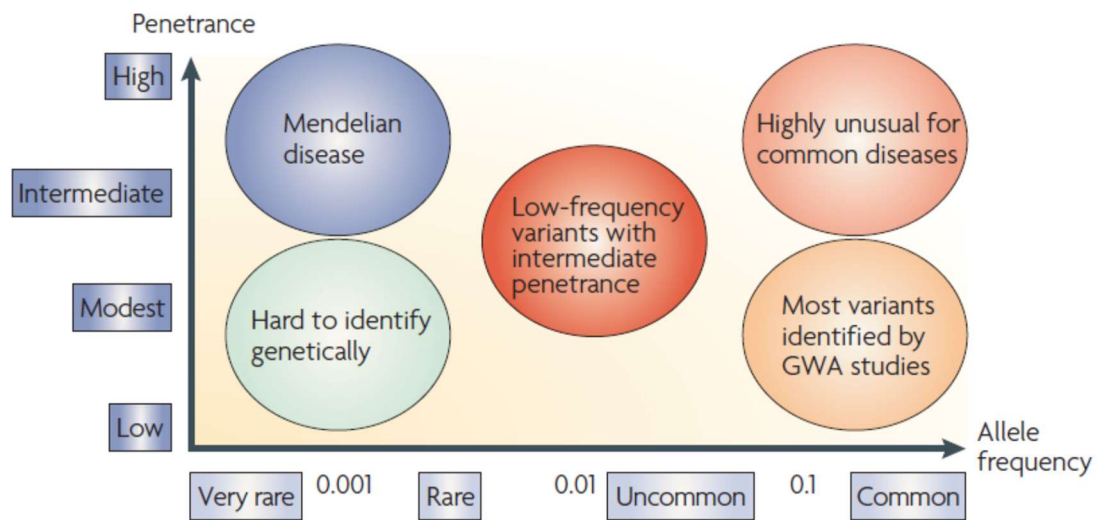 Penetrance
High
Mendelian
disease
Highly unusual for
common diseases
Intermediate
Low-frequency
variants with
intermediate
penetrance
Modest
Hard to identify
genetically
Most variants
identified by
GWA studies
Low
Allele
frequency
Very rare 0.001 Rare 0.01 Uncommon 0.1 Common